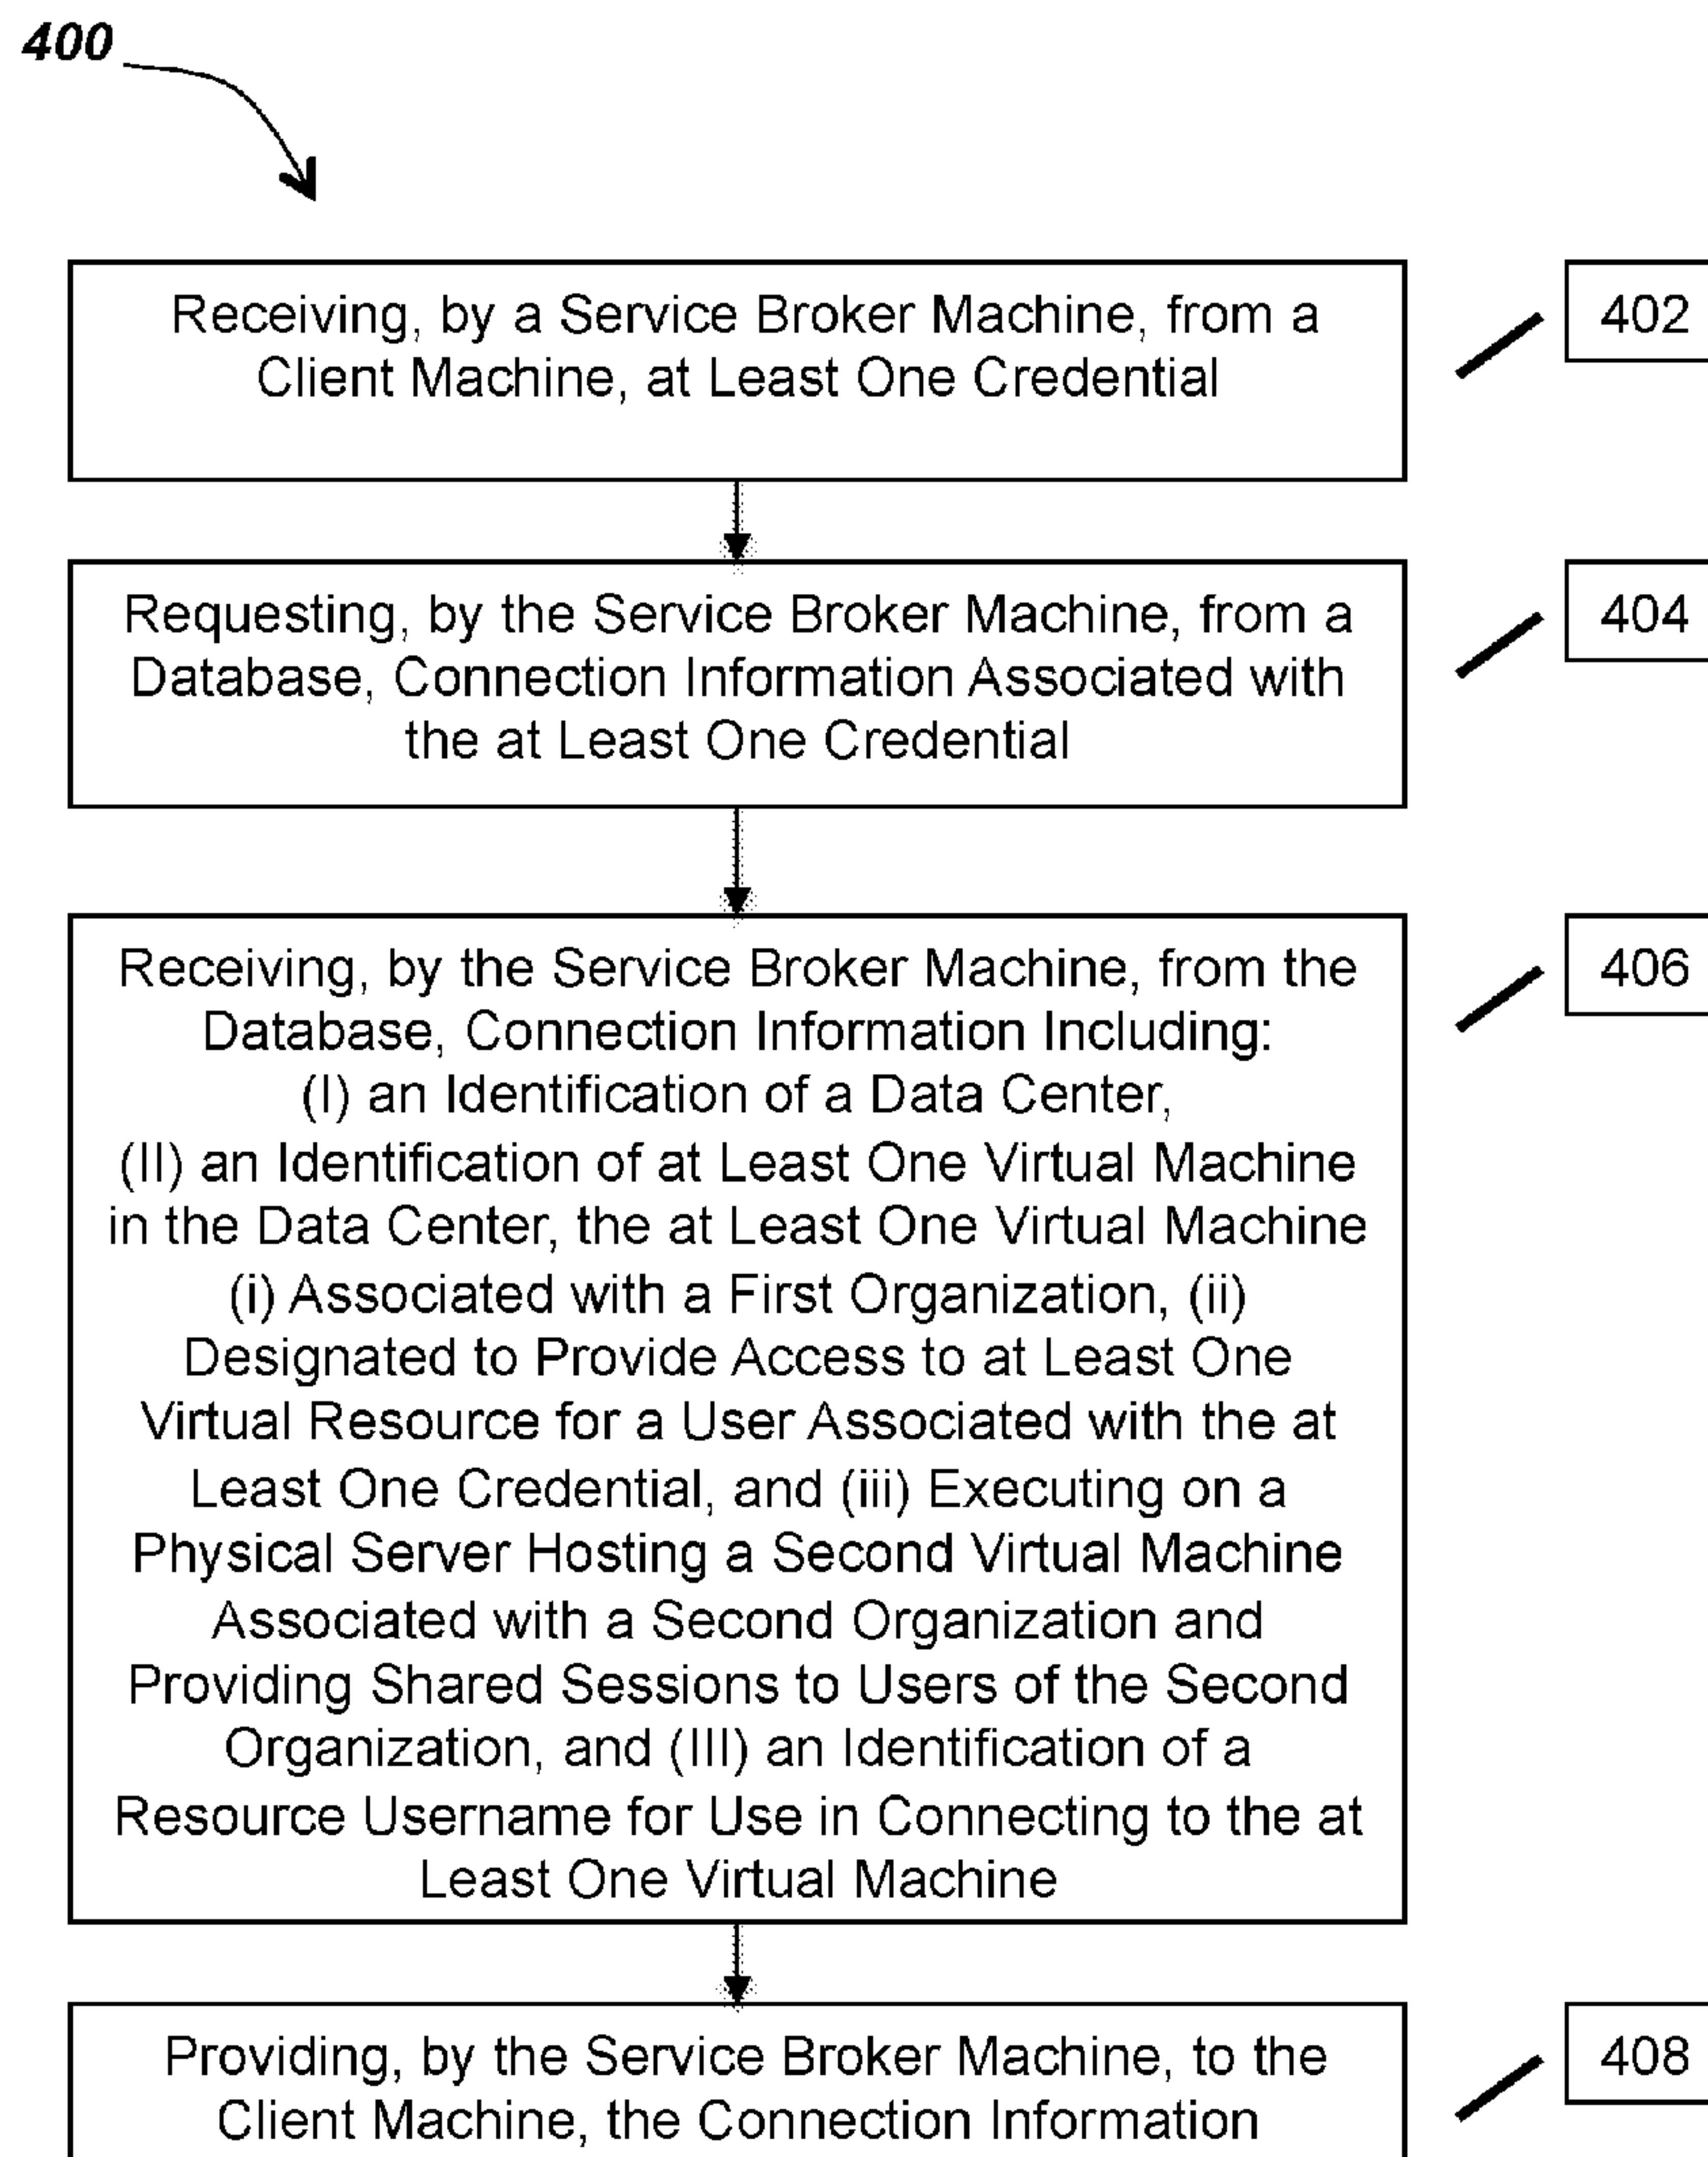 400
Receiving, by a Service Broker Machine, from a
Client Machine, at Least One Credential
402
Requesting, by the Service Broker Machine, from a
Database, Connection Information Associated with
the at Least One Credential
404
Receiving, by the Service Broker Machine, from the
Database, Connection Information Including:
(I) an Identification of a Data Center,
(II) an Identification of at Least One Virtual Machine
in the Data Center, the at Least One Virtual Machine
(i) Associated with a First Organization, (ii)
Designated to Provide Access to at Least One
Virtual Resource for a User Associated with the at
Least One Credential, and (iii) Executing on a
Physical Server Hosting a Second Virtual Machine
Associated with a Second Organization and
Providing Shared Sessions to Users of the Second
Organization, and (III) an Identification of a
Resource Username for Use in Connecting to the at
Least One Virtual Machine
406
Providing, by the Service Broker Machine, to the
Client Machine, the Connection Information
408